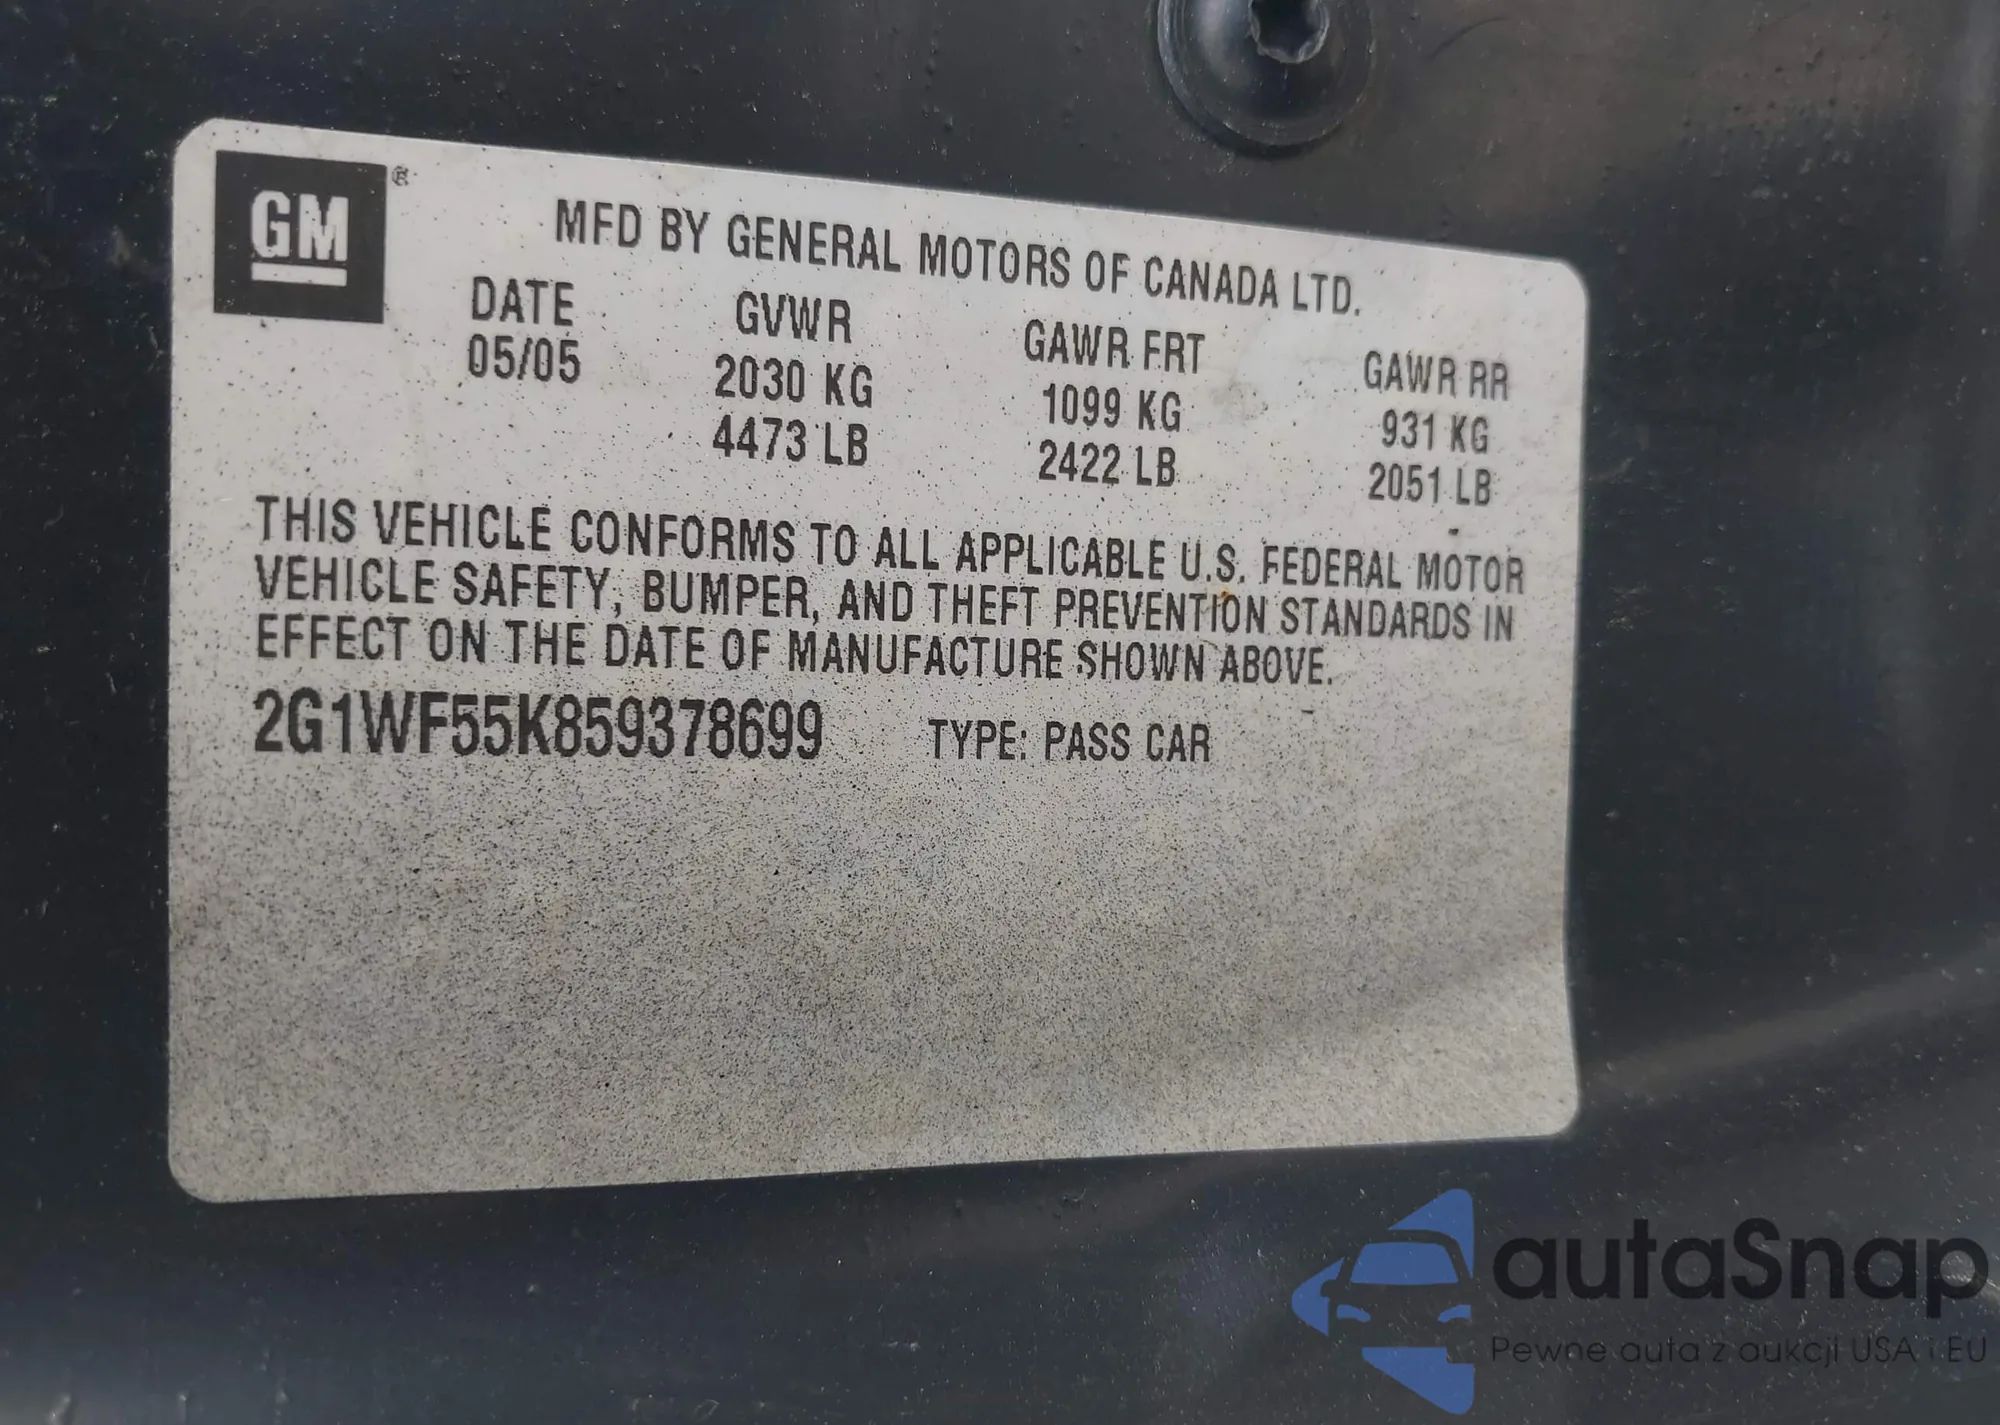 GM®
MFD BY GENERAL MOTORS OF CANADA LTD.
DATE GVWR GAWR FRT GAWR RR
05/05 2030 KG 1099 KG 931 KG
4473 LB 2422 LB 2051 LB
THIS VEHICLE CONFORMS TO ALL APPLICABLE U.S. FEDERAL MOTOR
VEHICLE SAFETY, BUMPER, AND THEFT PREVENTION STANDARDS IN
EFFECT ON THE DATE OF MANUFACTURE SHOWN ABOVE.
2G1WF55K859378699 TYPE: PASS CAR
autaSnap
Pewne auta z aukcji USA i EU